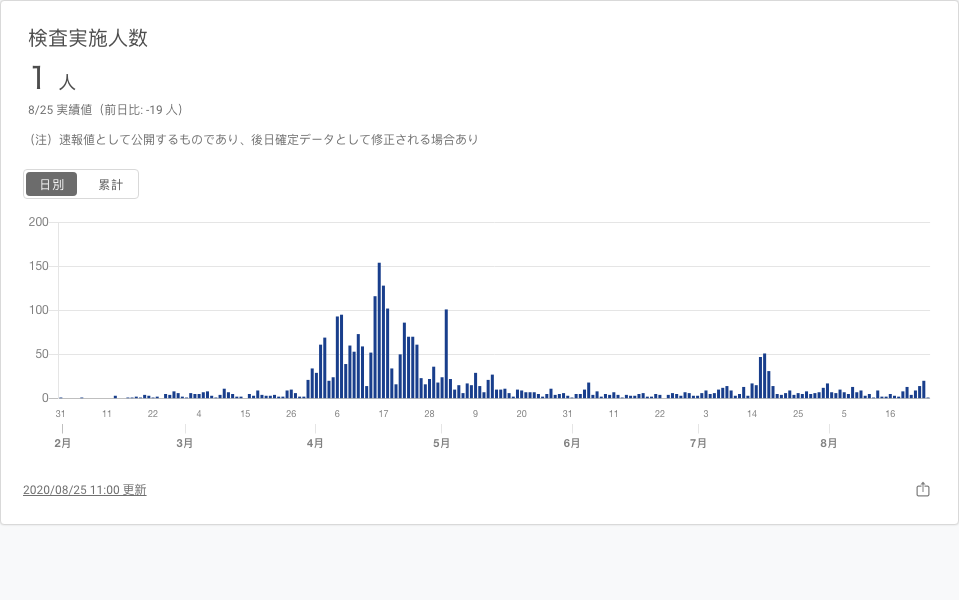 検査実施人数
1 人
8/25 実績値（前日比: -19 人）
（注）速報値として公開するものであり、後日確定データとして修正される場合あり
日別 累計
200
150
100
50
0
31 11 22 4 15 26 6 17 28 9 20 31 11 22 3 14 25 5 16
2月 3月 4月 5月 6月 7月 8月
2020/08/25 11:00 更新